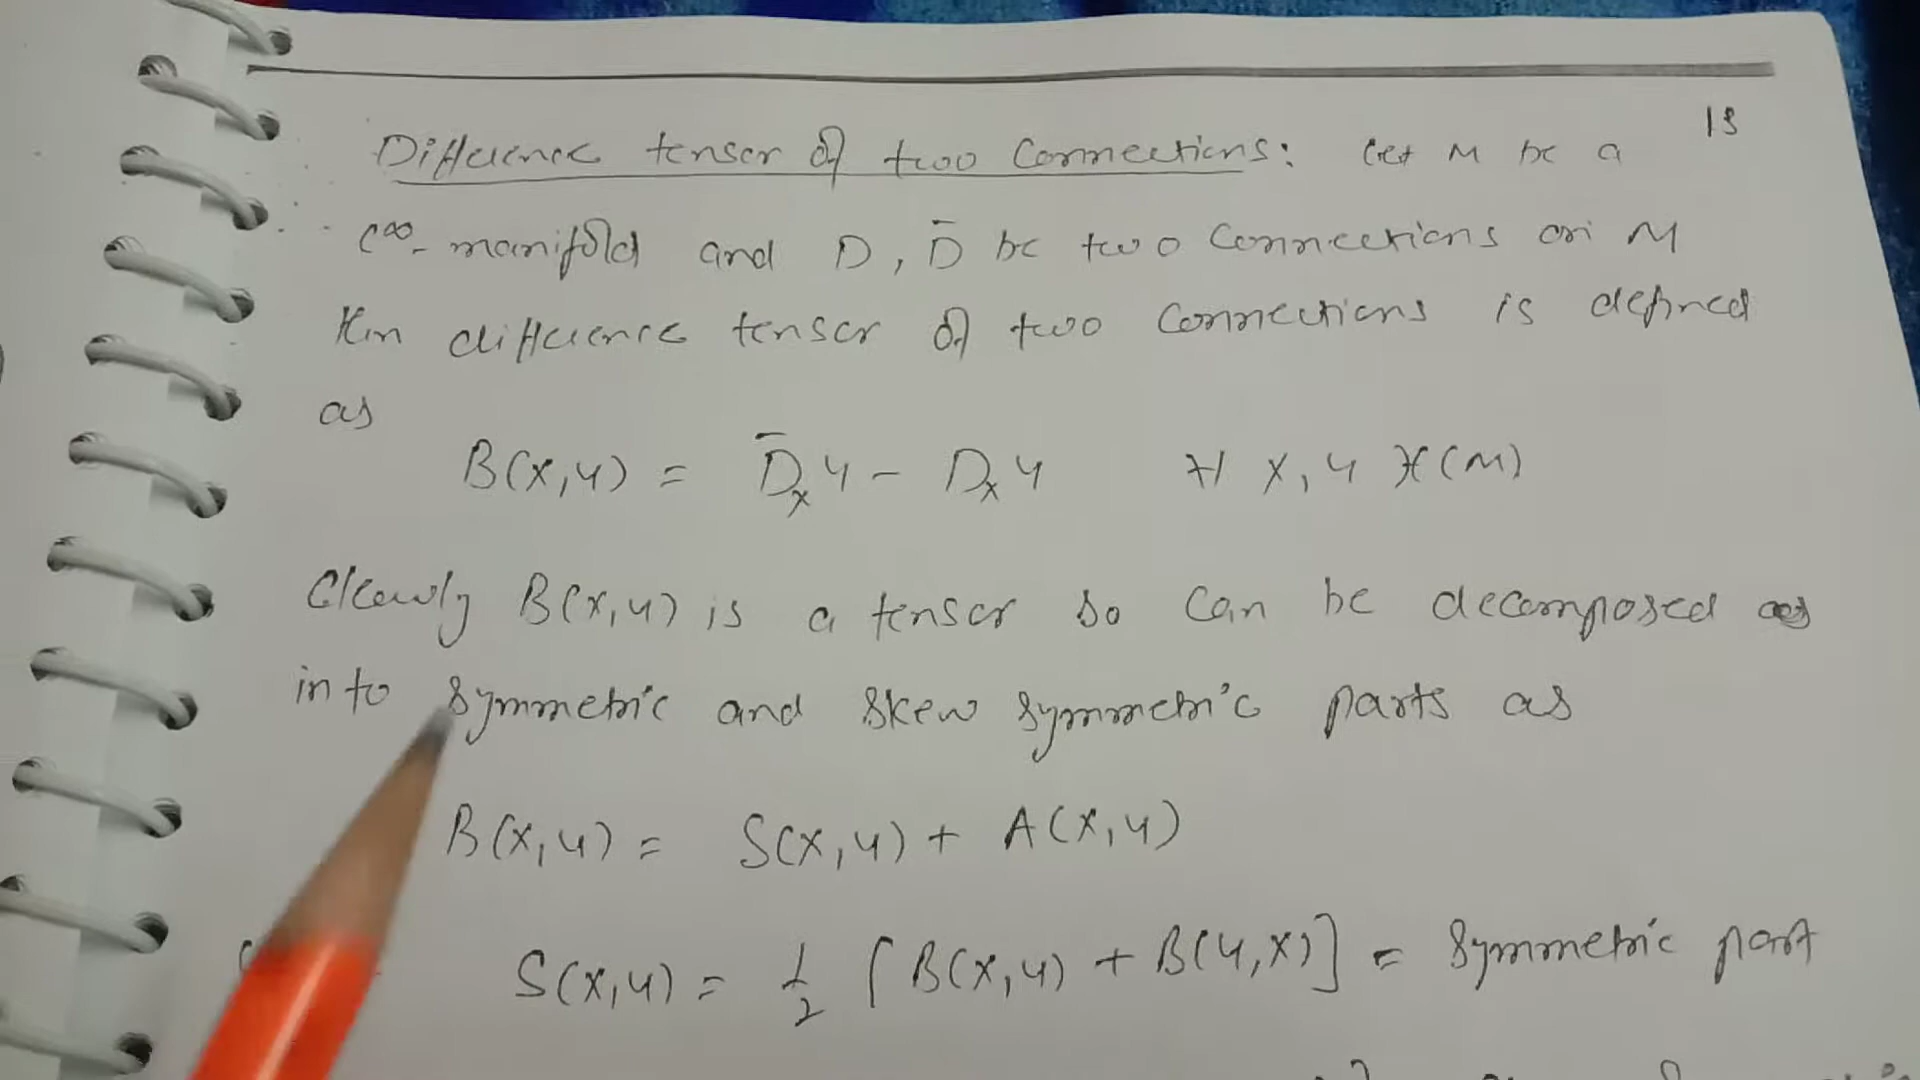 13
Difference tensor of two Connections: Let M be a
C∞- manifold and D, D̄ be two Connections on M
then difference tensor of two Connections is defined
as
B(X,Y) = D̄_X Y - D_X Y ∀ X, Y 𝔛(M)
Clearly B(X,Y) is a tensor so can be decomposed as
into symmetric and skew symmetric parts as
B(X,Y) = S(X,Y) + A(X,Y)
S(X,Y) = 1/2 [B(X,Y) + B(Y,X)] = symmetric part